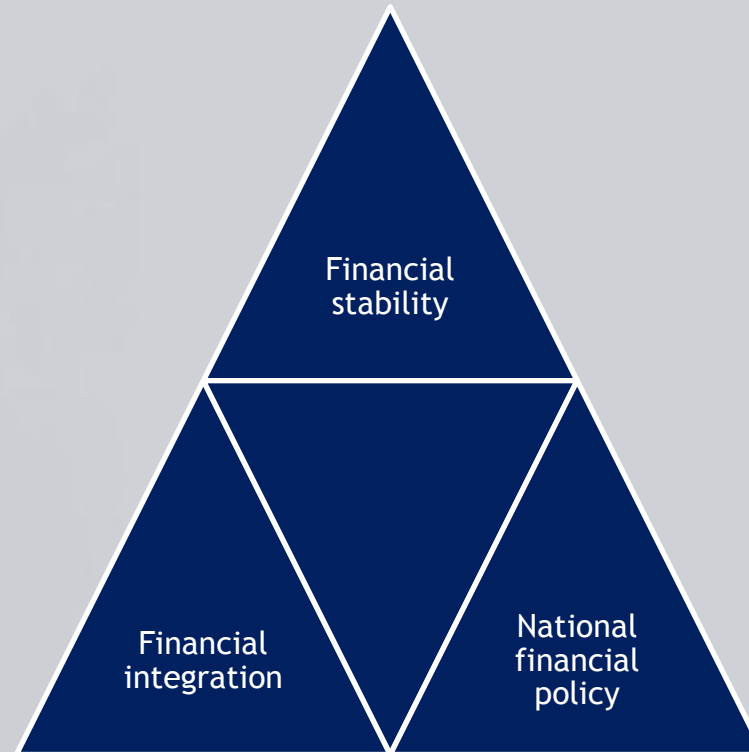 Financial
stability
Financial
integration
National
financial
policy